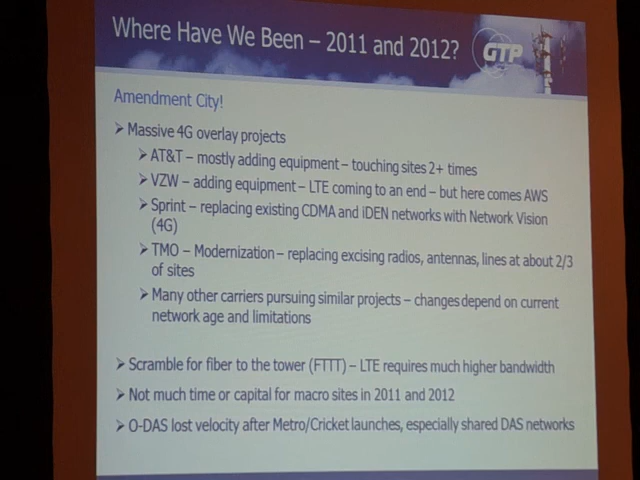 Where Have We Been – 2011 and 2012?
GTP
Amendment City!
➤ Massive 4G overlay projects
➤ AT&T – mostly adding equipment – touching sites 2+ times
➤ VZW – adding equipment – LTE coming to an end – but here comes AWS
➤ Sprint – replacing existing CDMA and iDEN networks with Network Vision
(4G)
➤ TMO – Modernization – replacing excising radios, antennas, lines at about 2/3
of sites
➤ Many other carriers pursuing similar projects – changes depend on current
network age and limitations
➤ Scramble for fiber to the tower (FTTT) – LTE requires much higher bandwidth
➤ Not much time or capital for macro sites in 2011 and 2012
➤ O-DAS lost velocity after Metro/Cricket launches, especially shared DAS networks